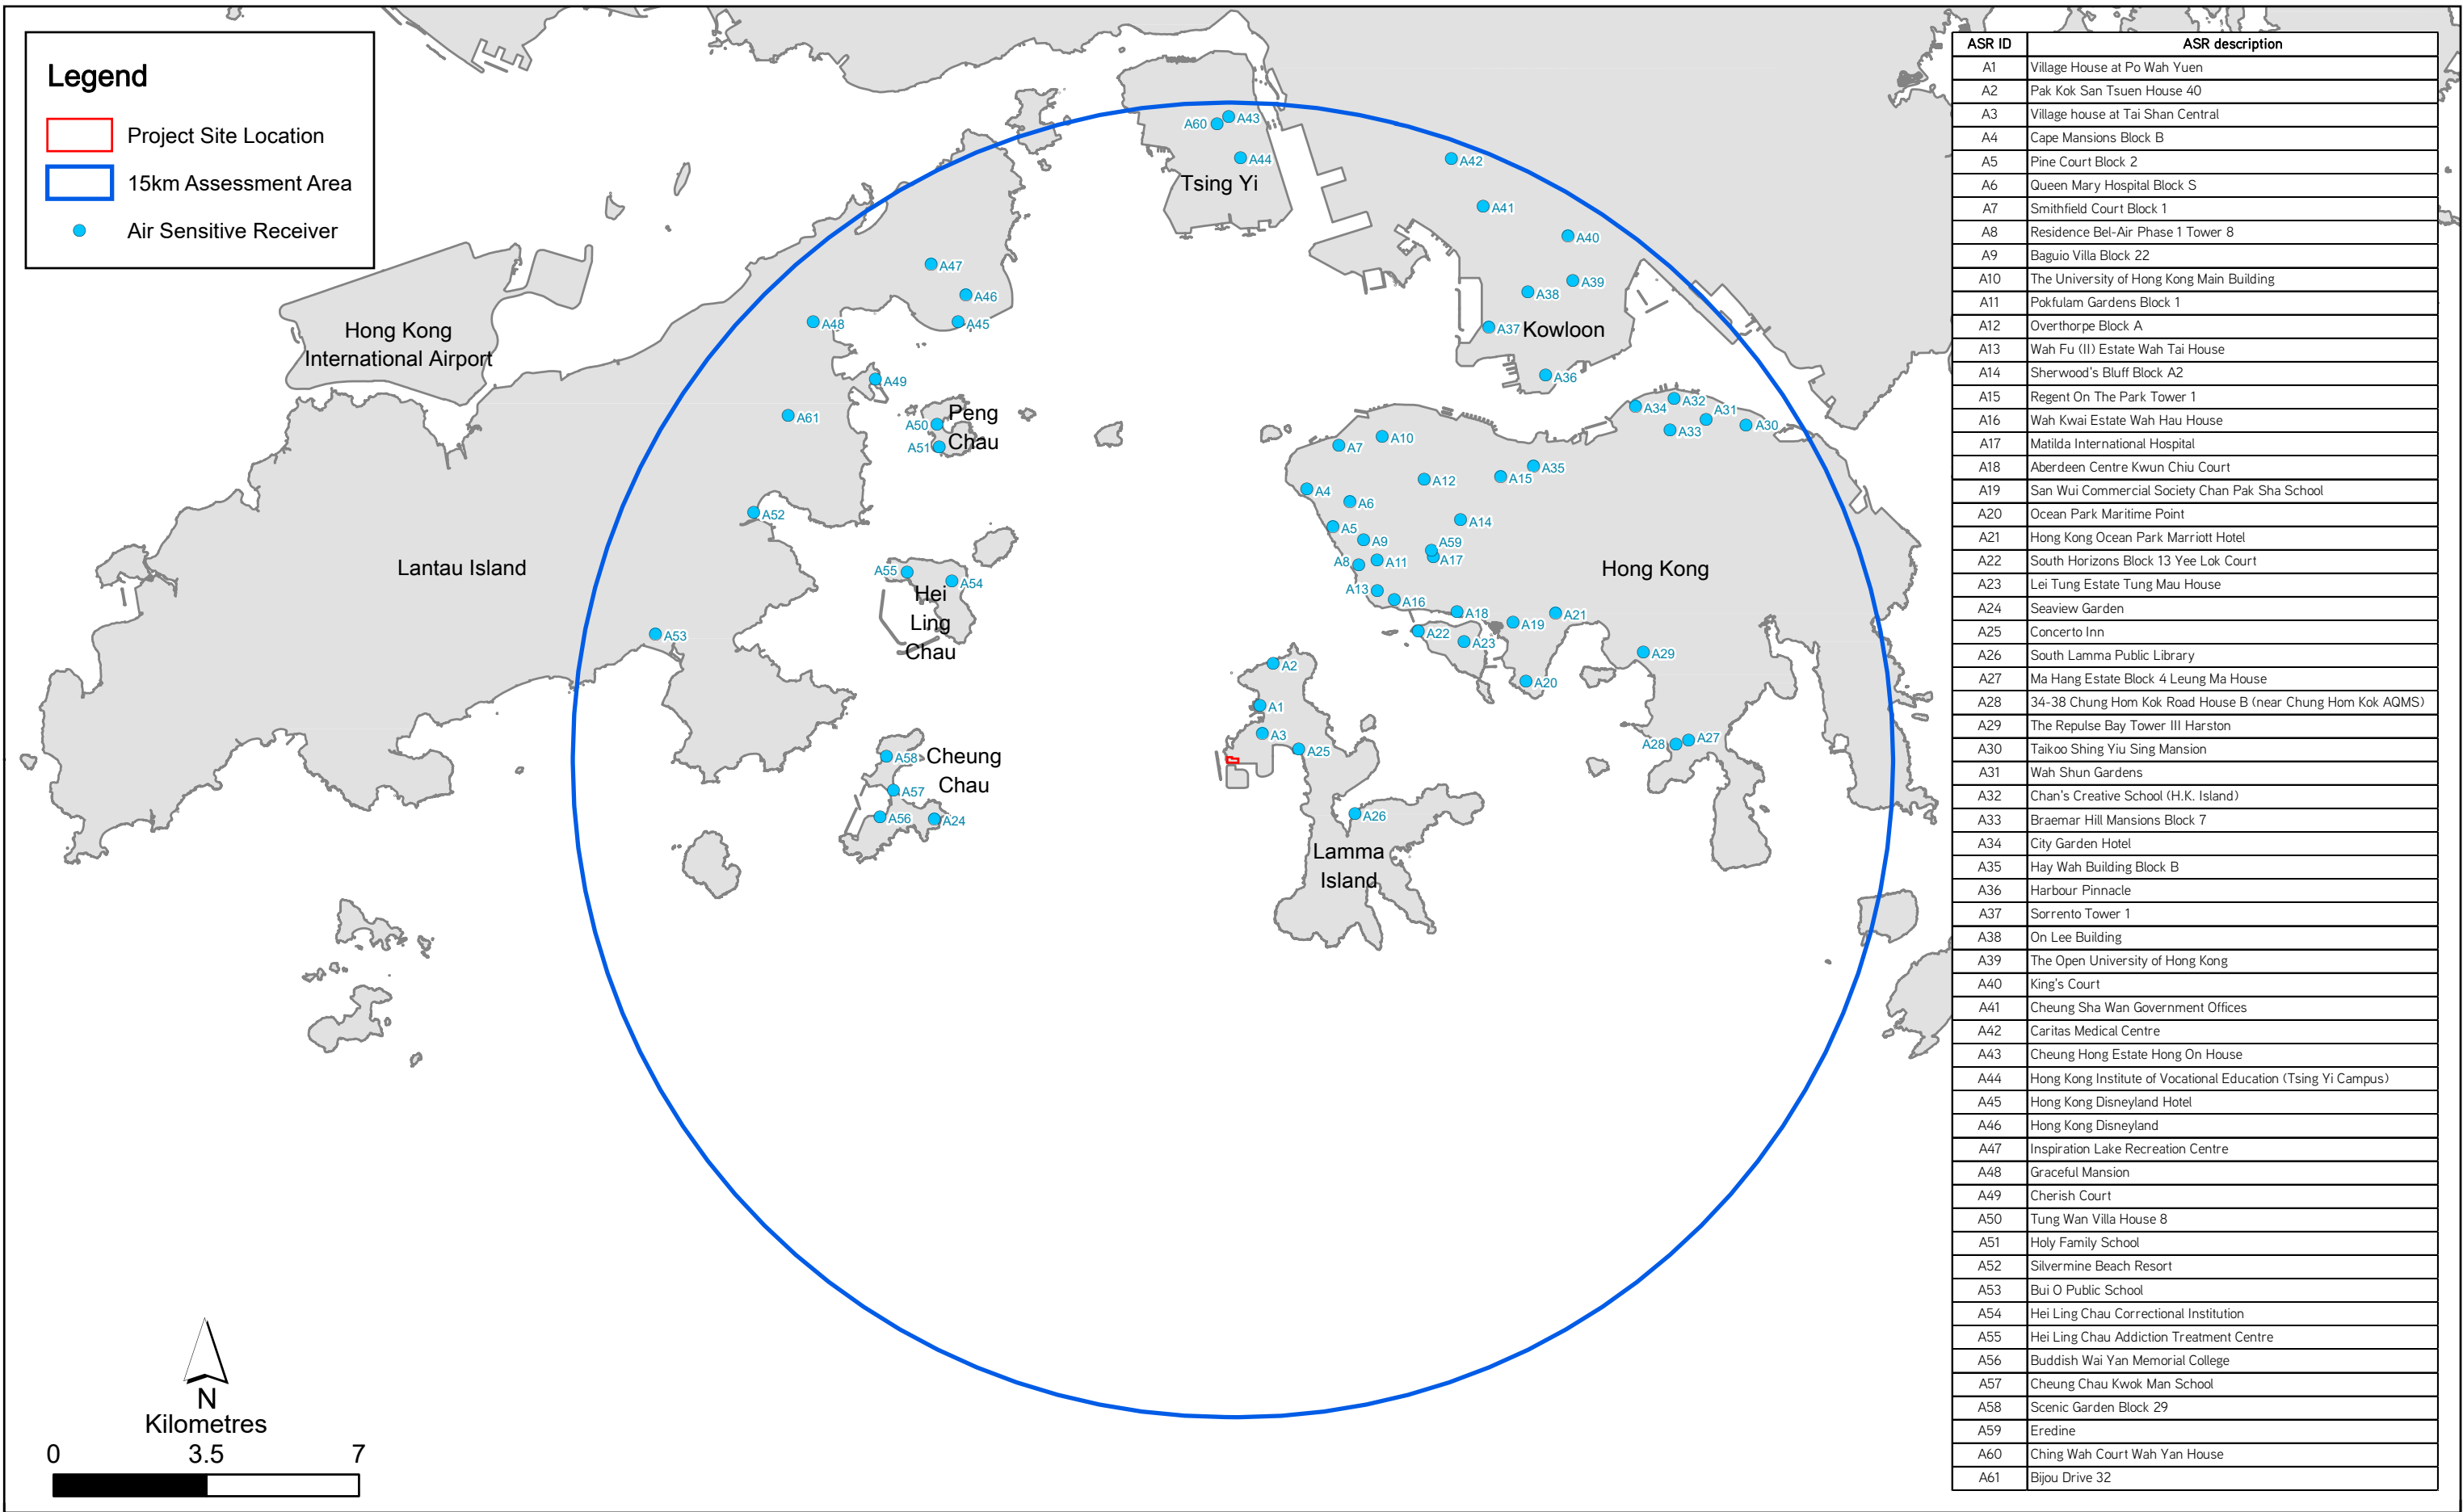 Legend
Project Site Location
15km Assessment Area
Air Sensitive Receiver
A43
A60
A44
Tsing Yi
A42
A41
A40
A47
A39
A46
A38
A48
A45
A37 Kowloon
Hong Kong
International Airport
A49
A36
A61
Peng
Chau
A50
A51
A32
A34
A31
A30
A33
A10
A7
A35
A15
A12
A4
A6
A52
A14
A5
A9
A59
A17
A8
A11
Lantau Island
Hong Kong
A55
A54
Hei
Ling
Chau
A13
A16
A18
A21
A19
A22
A23
A53
A29
A2
A20
A1
A3
A25
A28
A27
A58
Cheung
Chau
A57
A56
A24
A26
Lamma
Island
N
Kilometres
0 3.5 7
ASR ID ASR description
A1 Village House at Po Wah Yuen
A2 Pak Kok San Tsuen House 40
A3 Village house at Tai Shan Central
A4 Cape Mansions Block B
A5 Pine Court Block 2
A6 Queen Mary Hospital Block S
A7 Smithfield Court Block 1
A8 Residence Bel-Air Phase 1 Tower 8
A9 Baguio Villa Block 22
A10 The University of Hong Kong Main Building
A11 Pokfulam Gardens Block 1
A12 Overthorpe Block A
A13 Wah Fu (II) Estate Wah Tai House
A14 Sherwood's Bluff Block A2
A15 Regent On The Park Tower 1
A16 Wah Kwai Estate Wah Hau House
A17 Matilda International Hospital
A18 Aberdeen Centre Kwun Chiu Court
A19 San Wui Commercial Society Chan Pak Sha School
A20 Ocean Park Maritime Point
A21 Hong Kong Ocean Park Marriott Hotel
A22 South Horizons Block 13 Yee Lok Court
A23 Lei Tung Estate Tung Mau House
A24 Seaview Garden
A25 Concerto Inn
A26 South Lamma Public Library
A27 Ma Hang Estate Block 4 Leung Ma House
A28 34-38 Chung Hom Kok Road House B (near Chung Hom Kok AQMS)
A29 The Repulse Bay Tower III Harston
A30 Taikoo Shing Yiu Sing Mansion
A31 Wah Shun Gardens
A32 Chan's Creative School (H.K. Island)
A33 Braemar Hill Mansions Block 7
A34 City Garden Hotel
A35 Hay Wah Building Block B
A36 Harbour Pinnacle
A37 Sorrento Tower 1
A38 On Lee Building
A39 The Open University of Hong Kong
A40 King's Court
A41 Cheung Sha Wan Government Offices
A42 Caritas Medical Centre
A43 Cheung Hong Estate Hong On House
A44 Hong Kong Institute of Vocational Education (Tsing Yi Campus)
A45 Hong Kong Disneyland Hotel
A46 Hong Kong Disneyland
A47 Inspiration Lake Recreation Centre
A48 Graceful Mansion
A49 Cherish Court
A50 Tung Wan Villa House 8
A51 Holy Family School
A52 Silvermine Beach Resort
A53 Bui O Public School
A54 Hei Ling Chau Correctional Institution
A55 Hei Ling Chau Addiction Treatment Centre
A56 Buddish Wai Yan Memorial College
A57 Cheung Chau Kwok Man School
A58 Scenic Garden Block 29
A59 Eredine
A60 Ching Wah Court Wah Yan House
A61 Bijou Drive 32